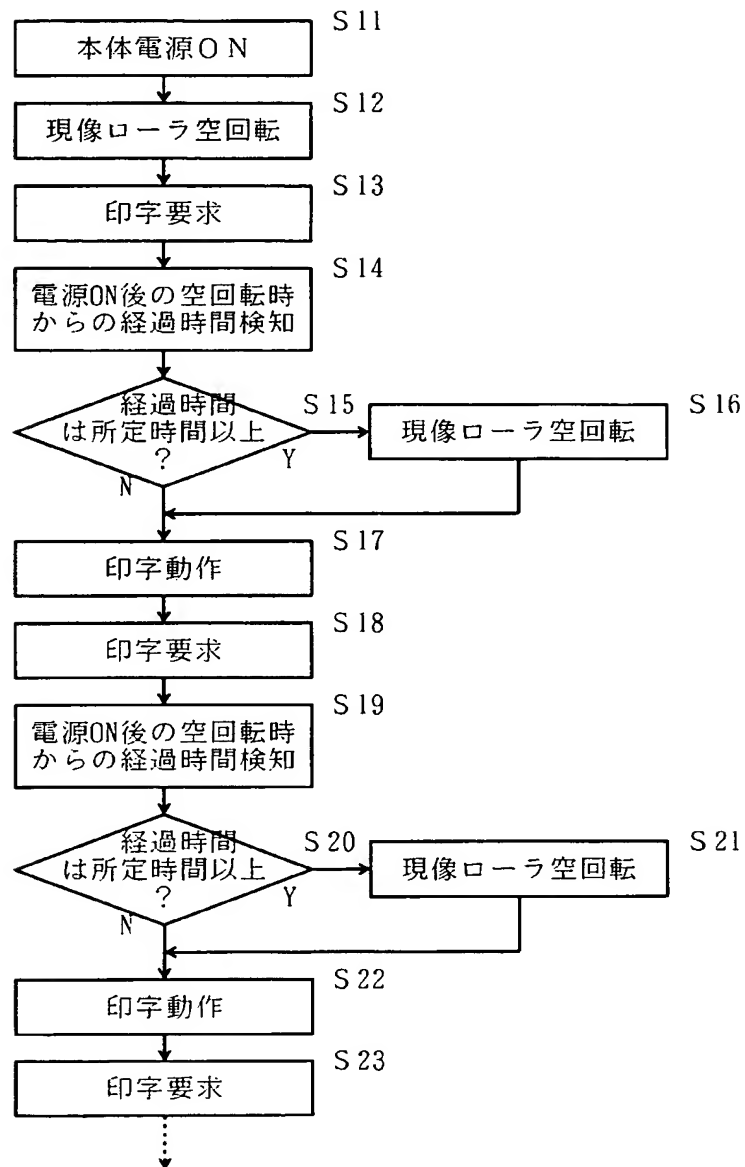 S11
本体電源ON
S12
現像ローラ空回転
S13
印字要求
S14
電源ON後の空回転時
からの経過時間検知
経過時間
は所定時間以上
?
S15
Y
N
S16
現像ローラ空回転
S17
印字動作
S18
印字要求
S19
電源ON後の空回転時
からの経過時間検知
経過時間
は所定時間以上
?
S20
Y
N
S21
現像ローラ空回転
S22
印字動作
S23
印字要求